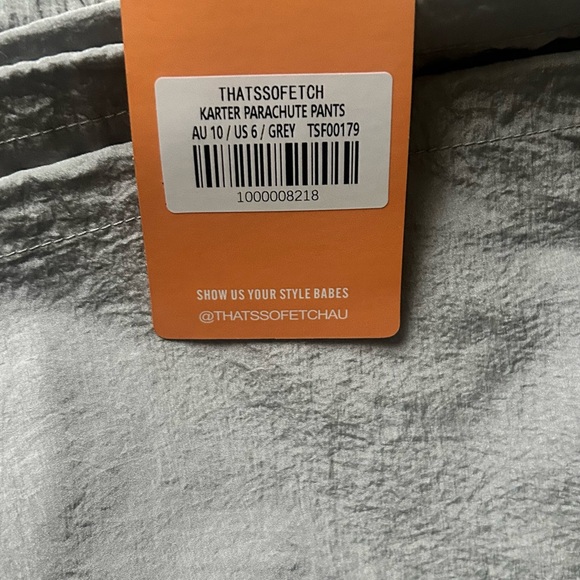 THATSSOFETCH
KARTER PARACHUTE PANTS
AU 10 / US 6 / GREY TSF00179
1000008218
SHOW US YOUR STYLE BABES
@THATSSOFETCHAU